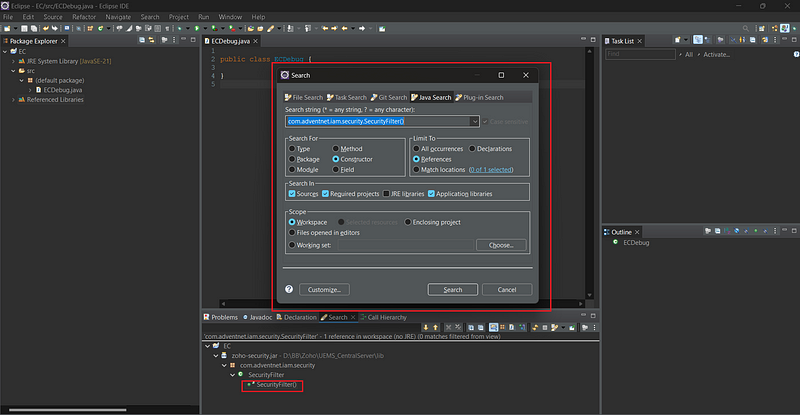 Eclipse - EC/src/ECDebug.java - Eclipse IDE
File Edit Source Refactor Navigate Search Project Run Window Help
Package Explorer
EC
JRE System Library [JavaSE-21]
src
(default package)
ECDebug.java
Referenced Libraries
ECDebug.java
1
2 public class ECDebug {
3
4 }
5
Search
File Search Task Search Git Search Java Search Plug-in Search
Search string (* = any string, ? = any character):
com.adventnet.iam.security.SecurityFilter()
Case sensitive
Search For
Type Method
Package Constructor
Module Field
Limit To
All occurrences Declarations
References
Match locations (0 of 1 selected)
Search In
Sources Required projects JRE libraries Application libraries
Scope
Workspace Selected resources Enclosing project
Files opened in editors
Working set: Choose...
Customize... Search Cancel
Task List
Find All Activate...
Outline
ECDebug
Problems Javadoc Declaration Search Call Hierarchy
'com.adventnet.iam.security.SecurityFilter' - 1 reference in workspace (no JRE) (0 matches filtered from view)
EC
zoho-security.jar - D:\BB\Zoho\UEMS_CentralServer\lib
com.adventnet.iam.security
SecurityFilter
SecurityFilter()